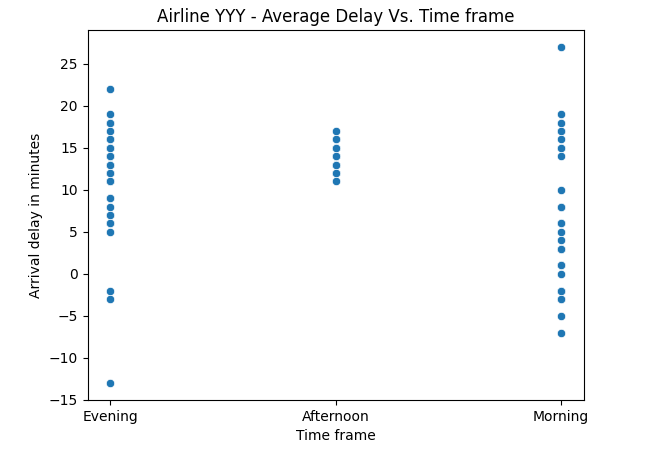 Airline YYY - Average Delay Vs. Time frame
Arrival delay in minutes
25
20
15
10
5
0
−5
−10
−15
Evening
Afternoon
Morning
Time frame